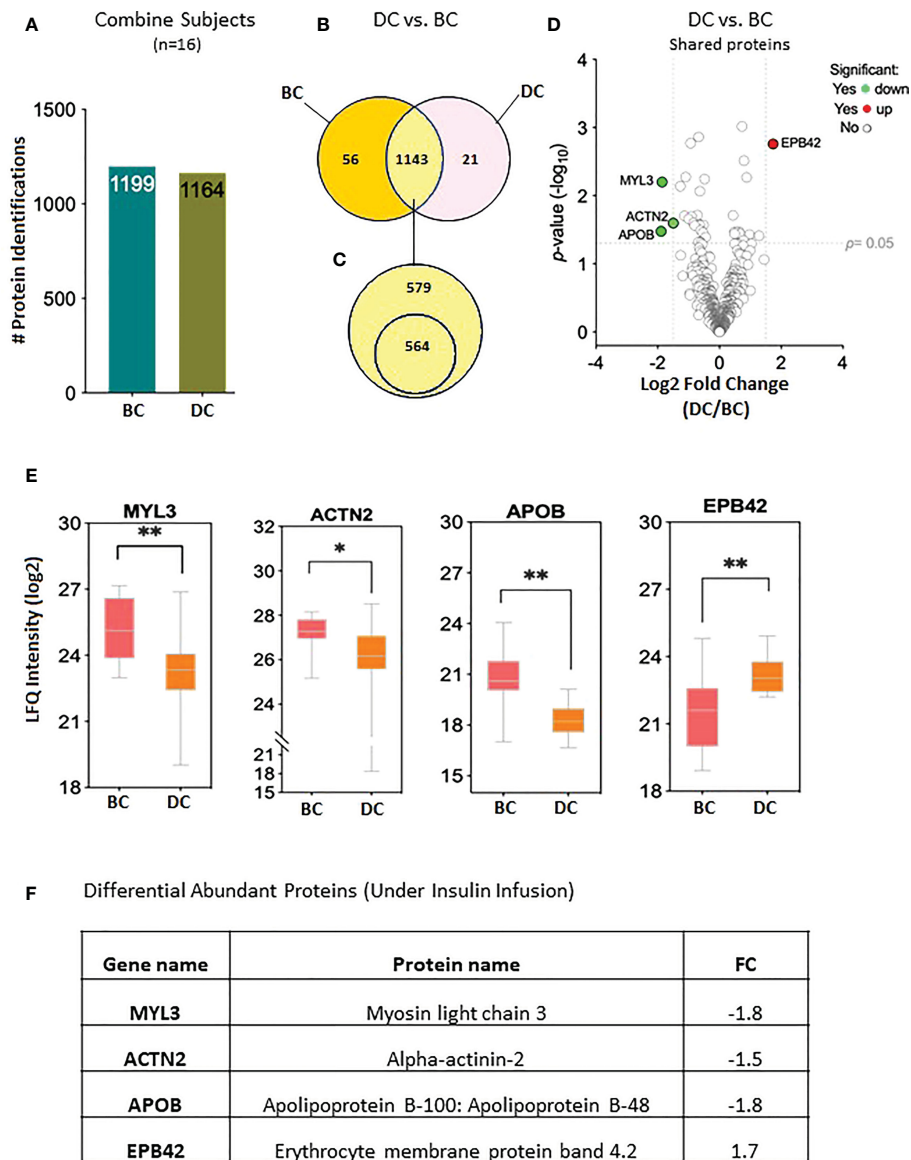 A
Combine Subjects
(n=16)
# Protein Identifications
1500
1000
500
0
1199
1164
BC
DC
B
DC vs. BC
BC
DC
56
1143
21
C
579
564
D
DC vs. BC
Shared proteins
p-value (-log10)
4
3
2
1
0
-4
-2
0
2
4
Log2 Fold Change
(DC/BC)
Significant:
Yes down
Yes up
No
EPB42
MYL3
ACTN2
APOB
p= 0.05
E
LFQ Intensity (log2)
MYL3
30
27
24
21
18
**
BC
DC
ACTN2
32
30
28
26
24
21
18
15
*
BC
DC
APOB
30
27
24
21
18
15
**
BC
DC
EPB42
30
27
24
21
18
**
BC
DC
F
Differential Abundant Proteins (Under Insulin Infusion)
Gene name Protein name FC
MYL3 Myosin light chain 3 -1.8
ACTN2 Alpha-actinin-2 -1.5
APOB Apolipoprotein B-100: Apolipoprotein B-48 -1.8
EPB42 Erythrocyte membrane protein band 4.2 1.7